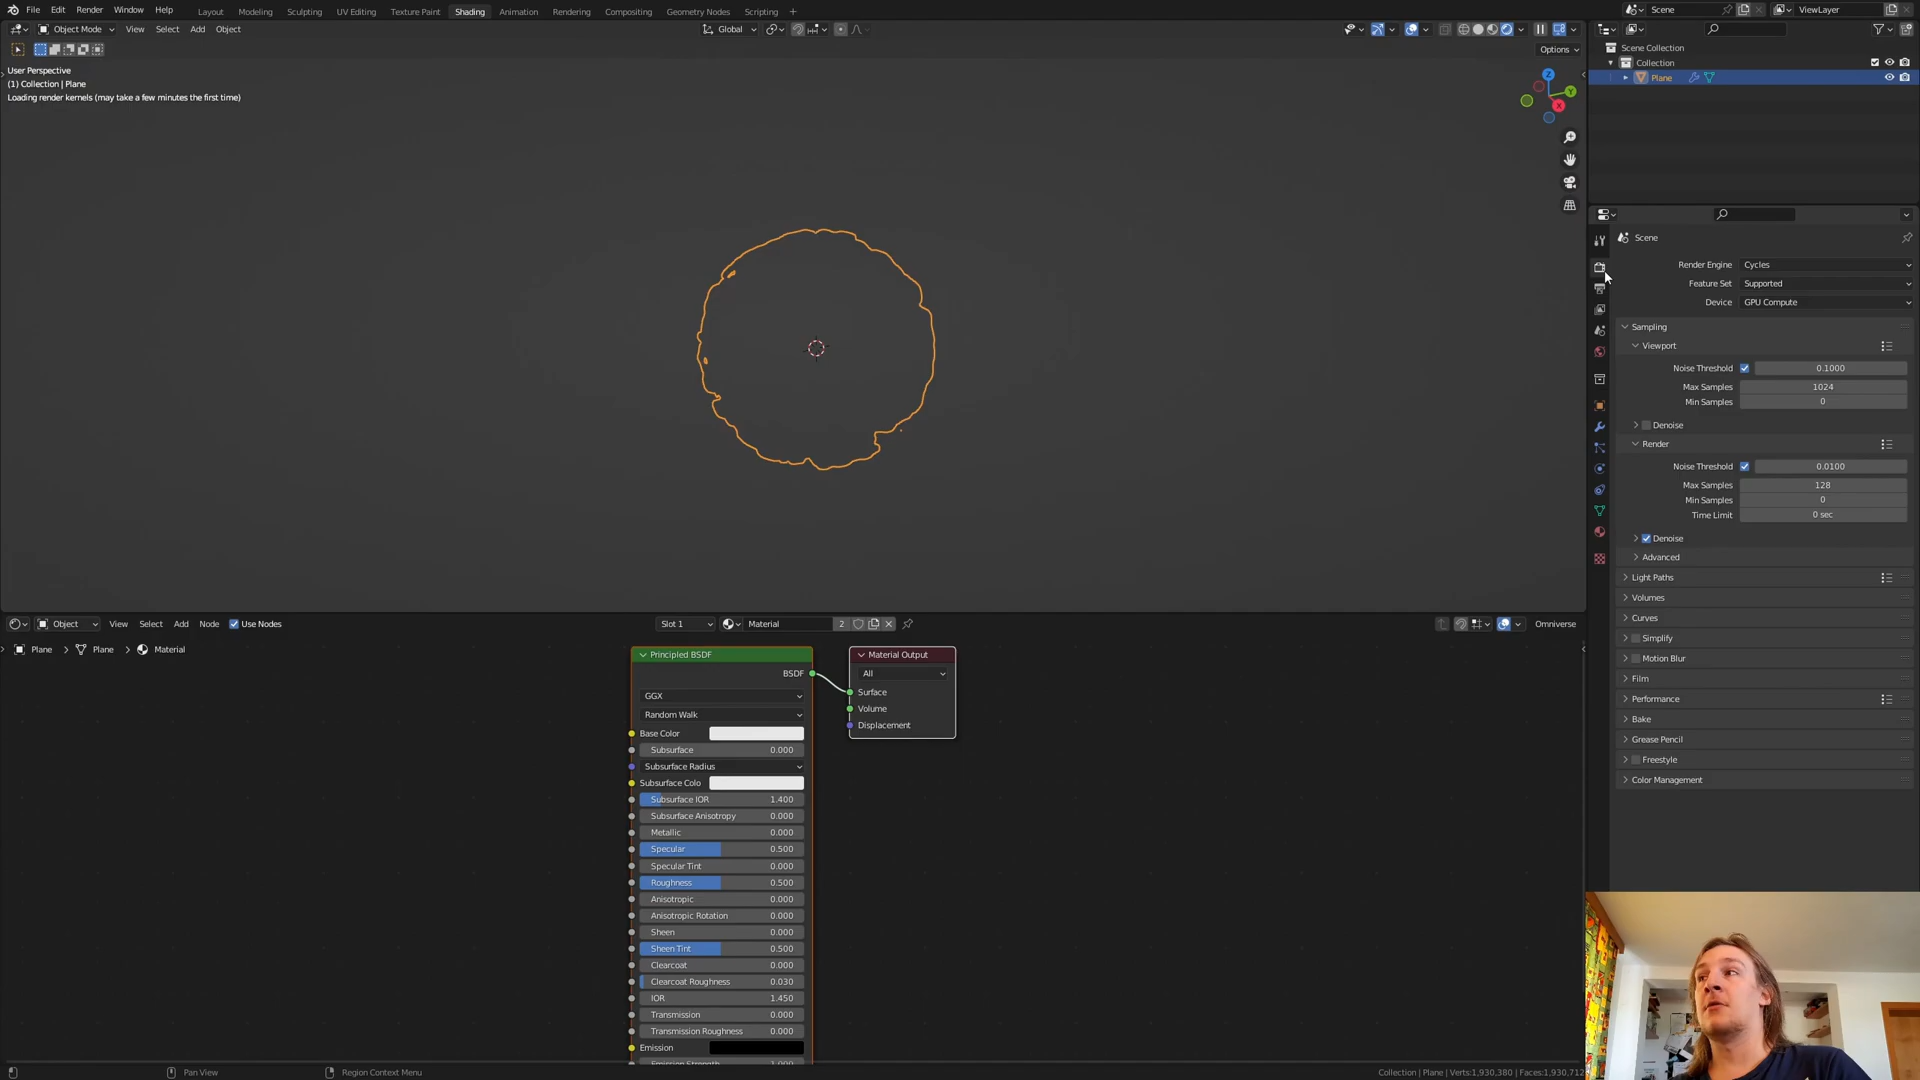 File Edit Render Window Help Layout Modeling Sculpting UV Editing Texture Paint Shading Animation Rendering Compositing Geometry Nodes Scripting + Scene ViewLayer
Object Mode View Select Add Object Global
Options
User Perspective
(1) Collection | Plane
Loading render kernels (may take a few minutes the first time)
Z
Y
X
Scene Collection
Collection
Plane
Scene
Render Engine Cycles
Feature Set Supported
Device GPU Compute
Sampling
Viewport
Noise Threshold 0.1000
Max Samples 1024
Min Samples 0
Denoise
Render
Noise Threshold 0.0100
Max Samples 128
Min Samples 0
Time Limit 0 sec
Denoise
Advanced
Light Paths
Volumes
Curves
Simplify
Motion Blur
Film
Performance
Bake
Grease Pencil
Freestyle
Color Management
Object View Select Add Node Use Nodes Slot 1 Material 2 Omniverse
Plane Plane Material
Principled BSDF
BSDF
GGX
Random Walk
Base Color
Subsurface 0.000
Subsurface Radius
Subsurface Colo
Subsurface IOR 1.400
Subsurface Anisotropy 0.000
Metallic 0.000
Specular 0.500
Specular Tint 0.000
Roughness 0.500
Anisotropic 0.000
Anisotropic Rotation 0.000
Sheen 0.000
Sheen Tint 0.500
Clearcoat 0.000
Clearcoat Roughness 0.030
IOR 1.450
Transmission 0.000
Transmission Roughness 0.000
Emission
Material Output
All
Surface
Volume
Displacement
Pan View Region Context Menu Collection | Plane | Verts:1,930,380 | Faces:1,930,712